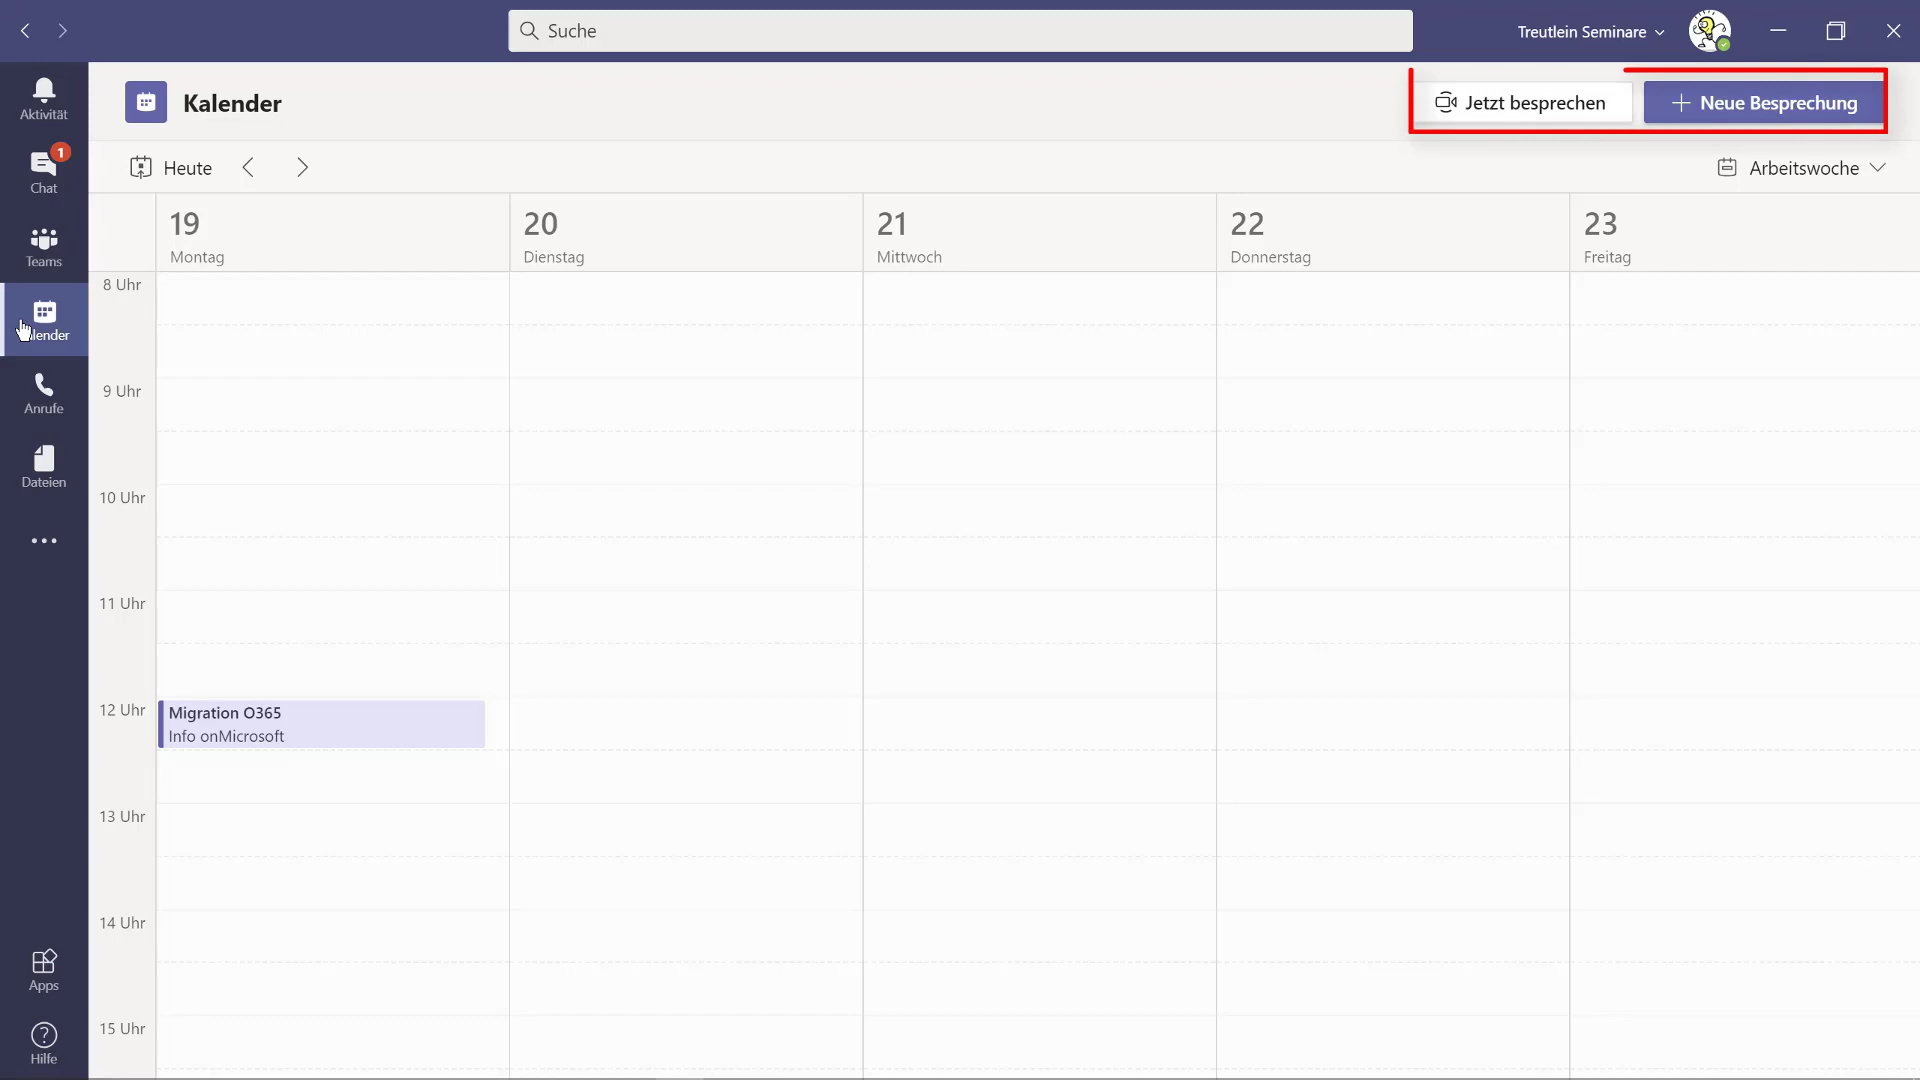 Suche
Treutlein Seminare
Aktivität
Kalender
Jetzt besprechen
Neue Besprechung
1
Chat
Heute
Arbeitswoche
Teams
19
Montag
20
Dienstag
21
Mittwoch
22
Donnerstag
23
Freitag
8 Uhr
lender
9 Uhr
Anrufe
Dateien
10 Uhr
11 Uhr
12 Uhr
Migration O365
Info onMicrosoft
13 Uhr
14 Uhr
Apps
15 Uhr
Hilfe